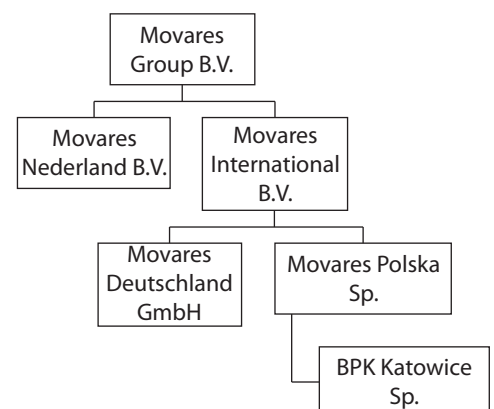 Movares
Group B.V.
Movares
Nederland B.V.
Movares
International
B.V.
Movares
Deutschland
GmbH
Movares Polska
Sp.
BPK Katowice
Sp.